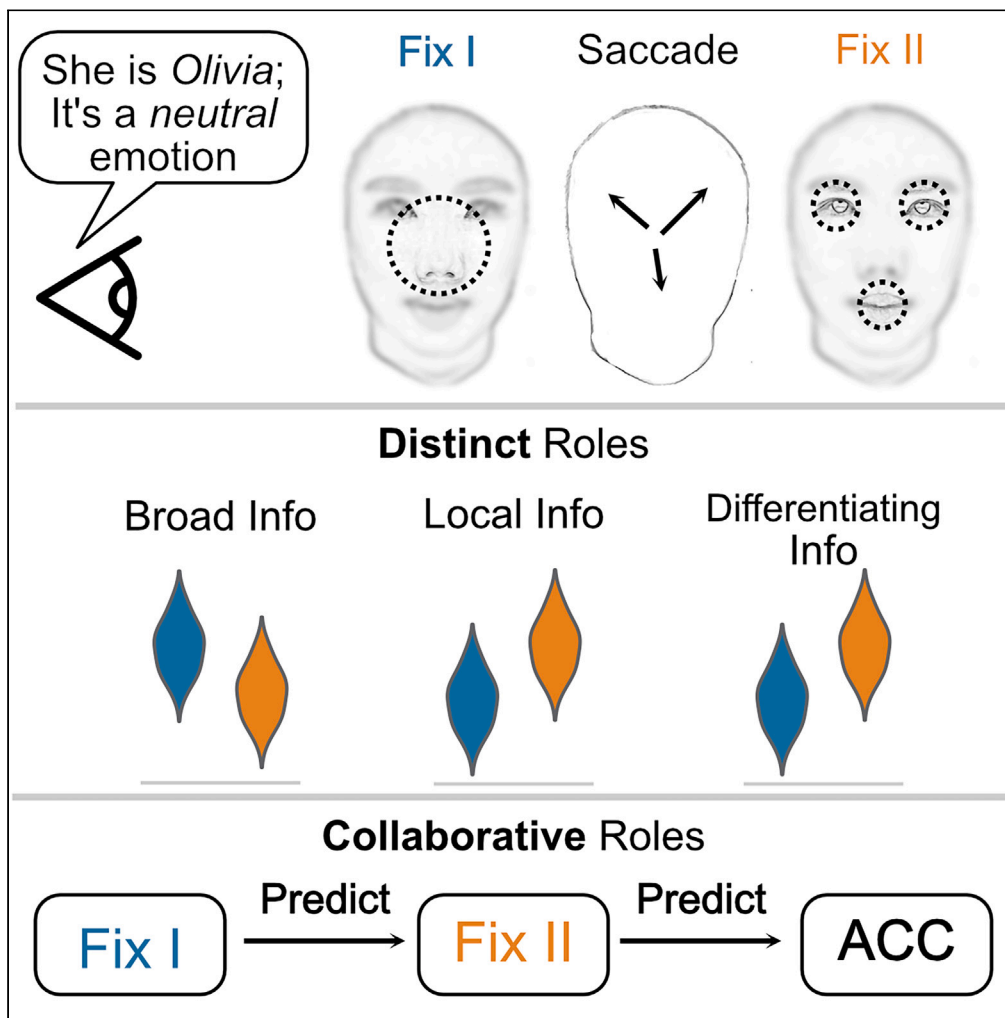 She is Olivia;
It's a neutral
emotion
Fix I
Saccade
Fix II
Distinct Roles
Broad Info
Local Info
Differentiating
Info
Collaborative Roles
Fix I
Predict
Fix II
Predict
ACC